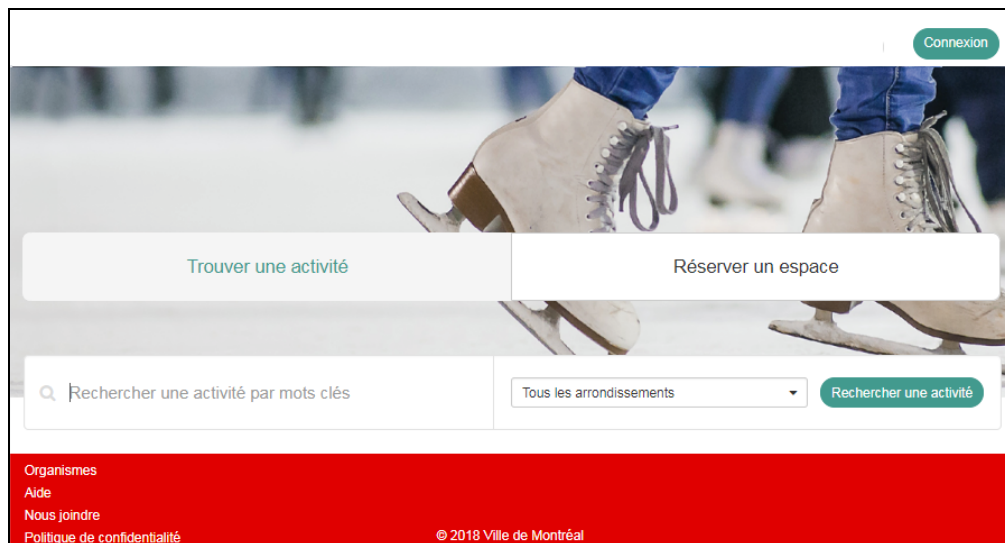 Connexion
Trouver une activité
Réserver un espace
Rechercher une activité par mots clés
Tous les arrondissements
Rechercher une activité
Organismes
Aide
Nous joindre
Politique de confidentialité
© 2018 Ville de Montréal